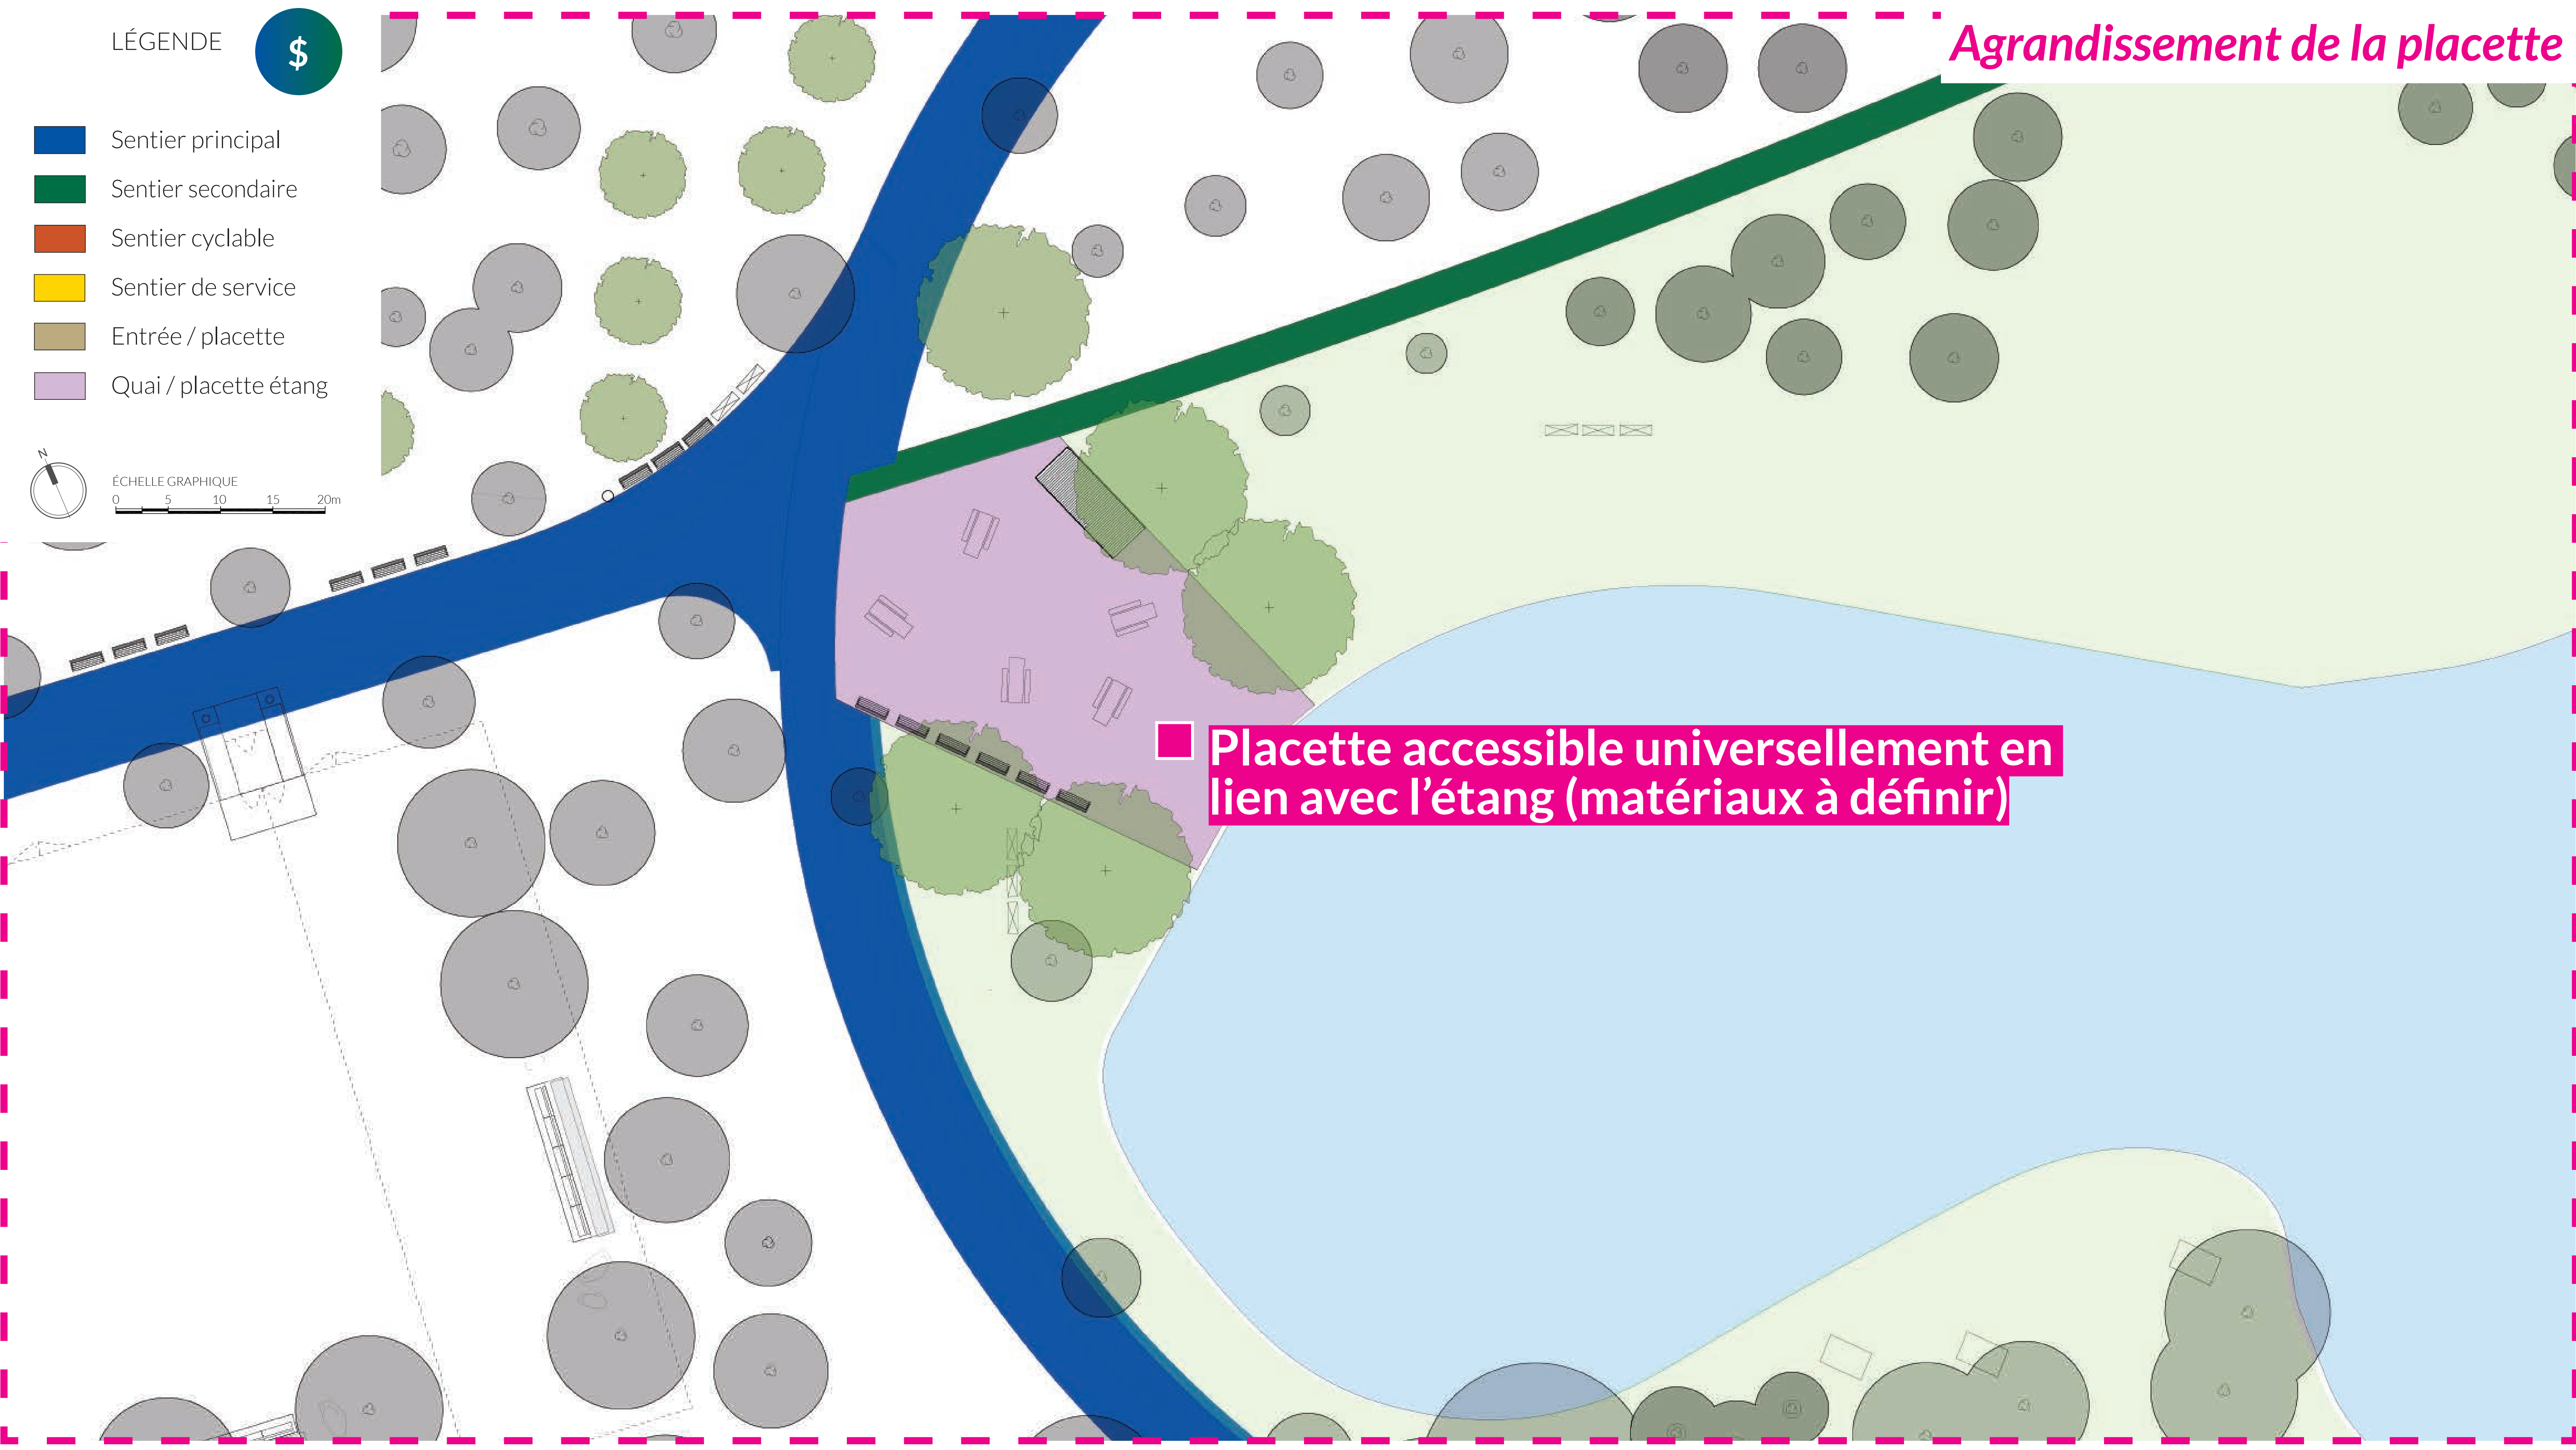 LÉGENDE
$
Sentier principal
Sentier secondaire
Sentier cyclable
Sentier de service
Entrée / placette
Quai / placette étang
N
ÉCHELLE GRAPHIQUE
0 5 10 15 20m
Agrandissement de la placette
Placette accessible universellement en
lien avec l’étang (matériaux à définir)